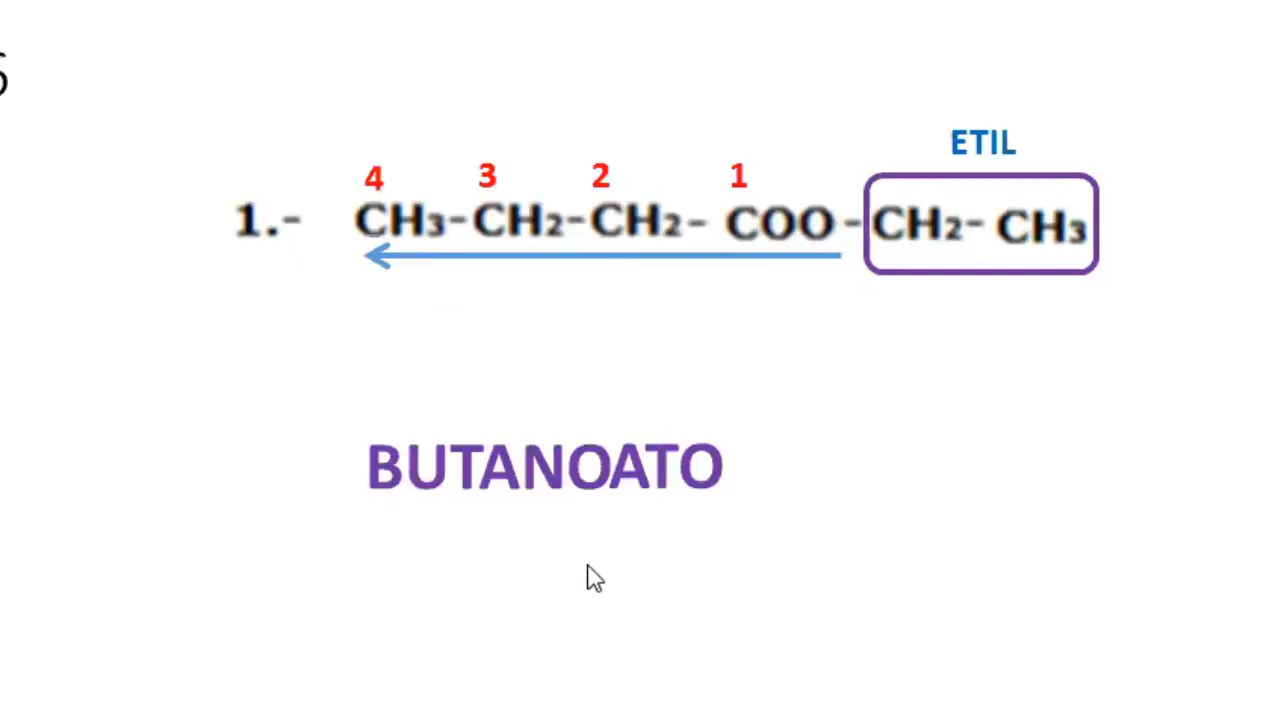 ETIL
4 3 2 1
1.- CH3-CH2-CH2- COO -CH2- CH3
BUTANOATO